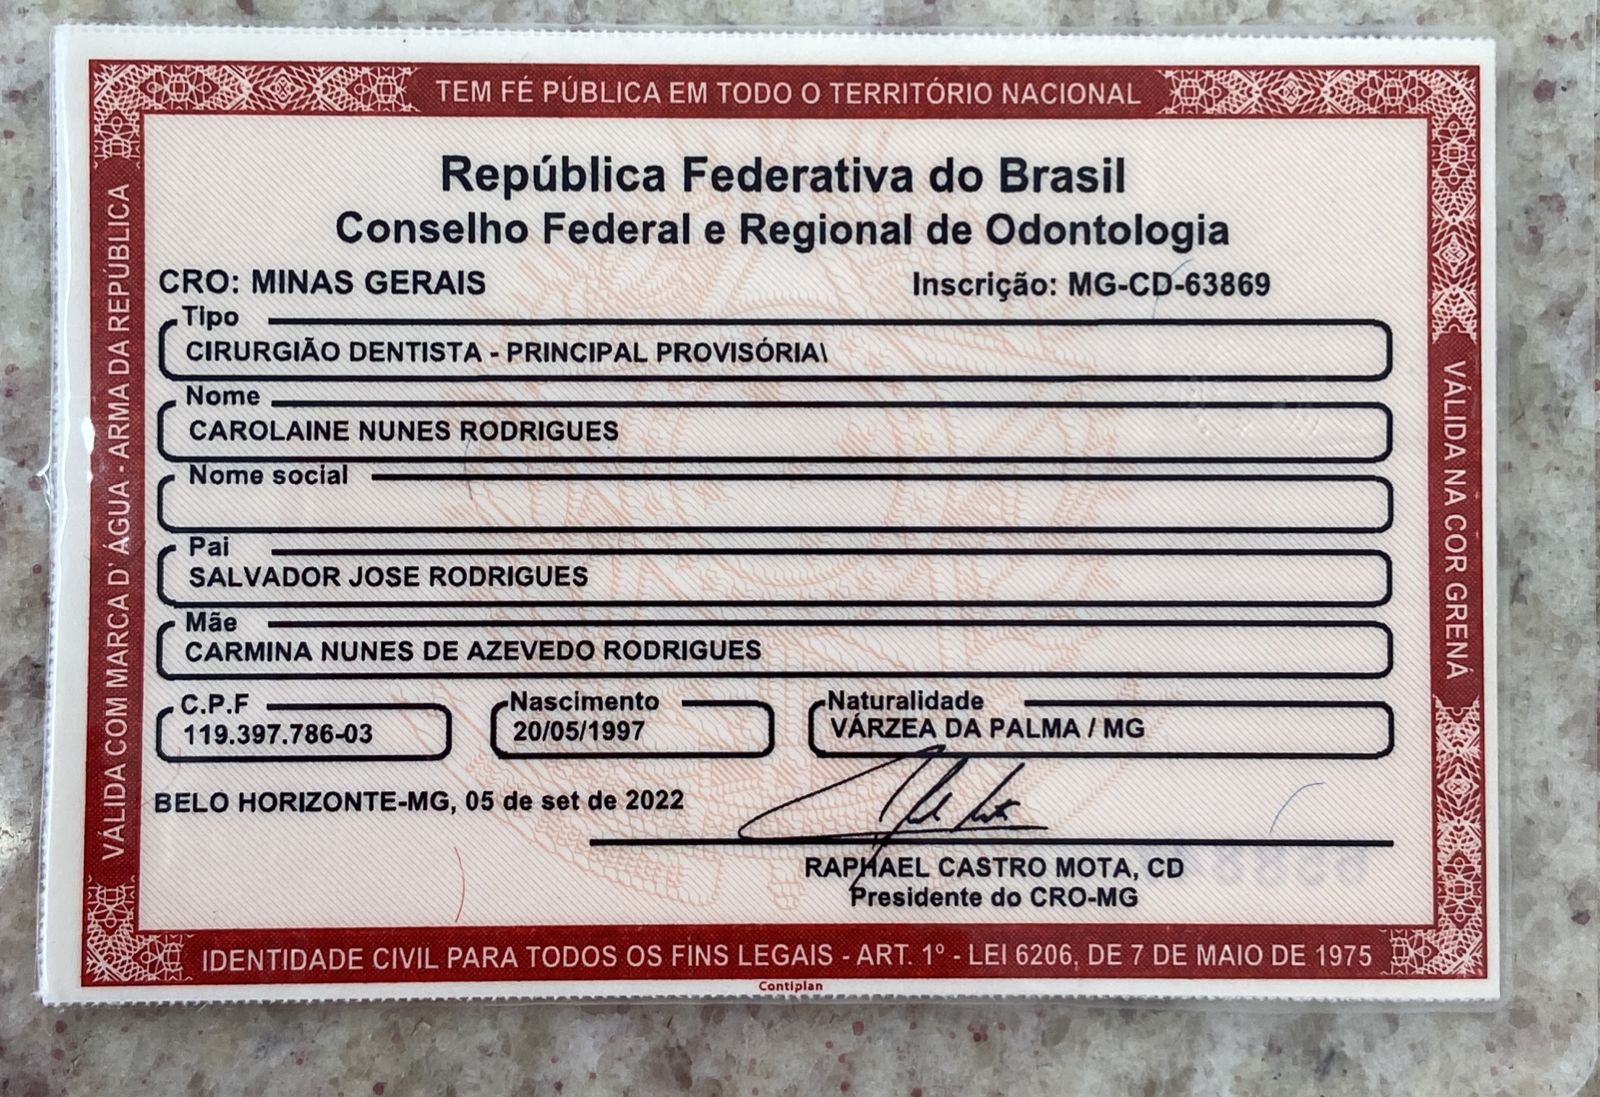 TEM FÉ PÚBLICA EM TODO O TERRITÓRIO NACIONAL
VÁLIDA COM MARCA D' ÁGUA - ARMA DA REPÚBLICA
VÁLIDA NA COR GRENÁ
República Federativa do Brasil
Conselho Federal e Regional de Odontologia
CRO: MINAS GERAIS Inscrição: MG-CD-63869
Tipo
CIRURGIÃO DENTISTA - PRINCIPAL PROVISÓRIA\
Nome
CAROLAINE NUNES RODRIGUES
Nome social
Pai
SALVADOR JOSE RODRIGUES
Mãe
CARMINA NUNES DE AZEVEDO RODRIGUES
C.P.F Nascimento Naturalidade
119.397.786-03 20/05/1997 VÁRZEA DA PALMA / MG
BELO HORIZONTE-MG, 05 de set de 2022
RAPHAEL CASTRO MOTA, CD
Presidente do CRO-MG
IDENTIDADE CIVIL PARA TODOS OS FINS LEGAIS - ART. 1º - LEI 6206, DE 7 DE MAIO DE 1975
Contiplan